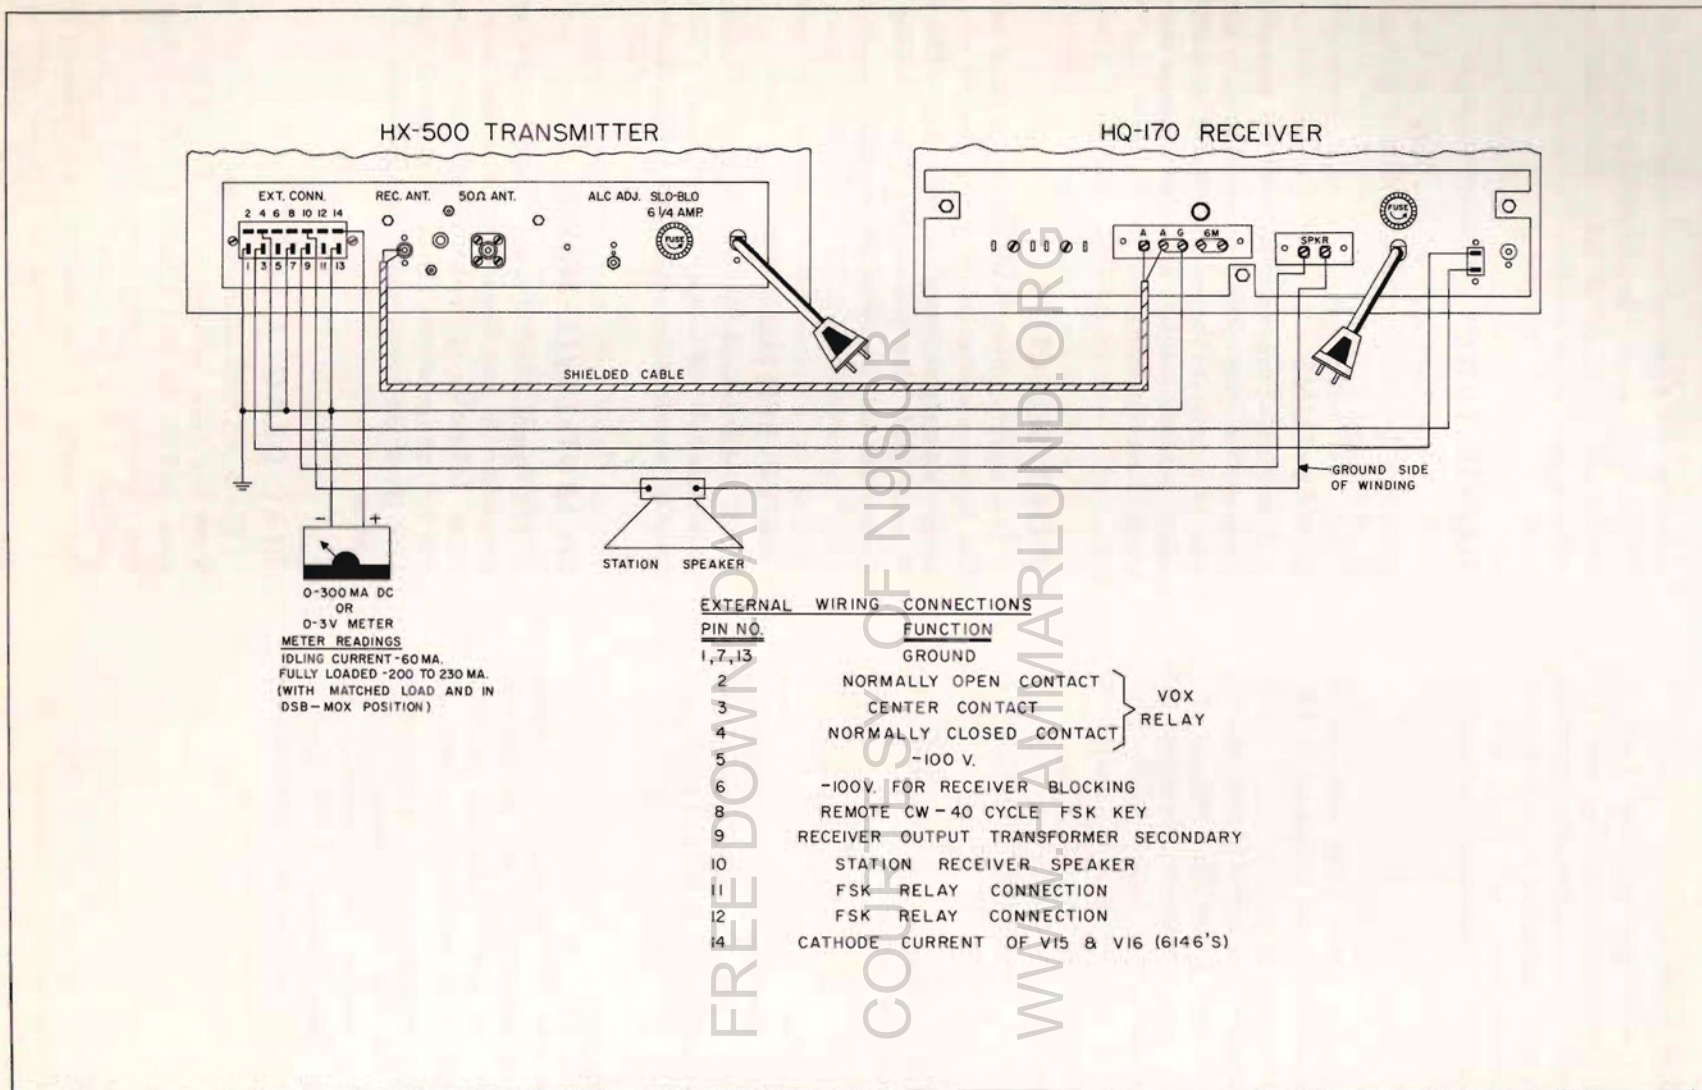 HX-500 TRANSMITTER
HQ-170 RECEIVER
EXT. CONN.
REC. ANT.
50Ω ANT.
ALC ADJ.
SLO-BLO
6 1/4 AMP.
2 4 6 8 10 12 14
1 3 5 7 9 11 13
FUSE
A A G 6M
SPKR
FUSE
SHIELDED CABLE
GROUND SIDE
OF WINDING
- +
STATION SPEAKER
0-300 MA DC
OR
0-3V METER
METER READINGS
IDLING CURRENT-60 MA.
FULLY LOADED-200 TO 230 MA.
(WITH MATCHED LOAD AND IN
DSB-MOX POSITION)
EXTERNAL WIRING CONNECTIONS
PIN NO. FUNCTION
1,7,13 GROUND
2 NORMALLY OPEN CONTACT
3 CENTER CONTACT
4 NORMALLY CLOSED CONTACT
VOX
RELAY
5 -100 V.
6 -100V. FOR RECEIVER BLOCKING
8 REMOTE CW-40 CYCLE FSK KEY
9 RECEIVER OUTPUT TRANSFORMER SECONDARY
10 STATION RECEIVER SPEAKER
11 FSK RELAY CONNECTION
12 FSK RELAY CONNECTION
14 CATHODE CURRENT OF V15 & V16 (6146'S)
FREE DOWNLOAD
COURTESY OF N9SOR
WWW.HAMMARLUND.ORG